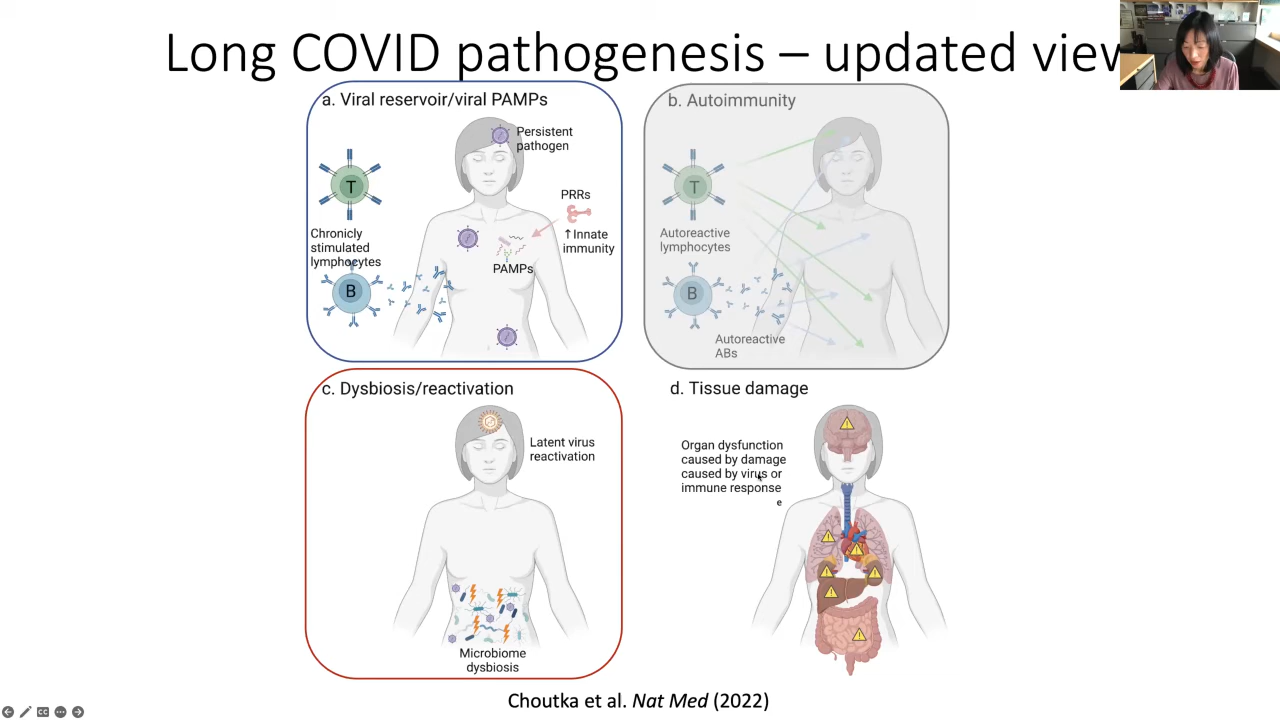 Long COVID pathogenesis – updated view
a. Viral reservoir/viral PAMPs
Persistent
pathogen
T
PRRs
↑Innate
immunity
Chronicly
stimulated
lymphocytes
PAMPs
B
b. Autoimmunity
T
Autoreactive
lymphocytes
B
Autoreactive
ABs
c. Dysbiosis/reactivation
Latent virus
reactivation
Microbiome
dysbiosis
d. Tissue damage
Organ dysfunction
caused by damage
caused by virus or
immune response
e
Choutka et al. Nat Med (2022)
CC